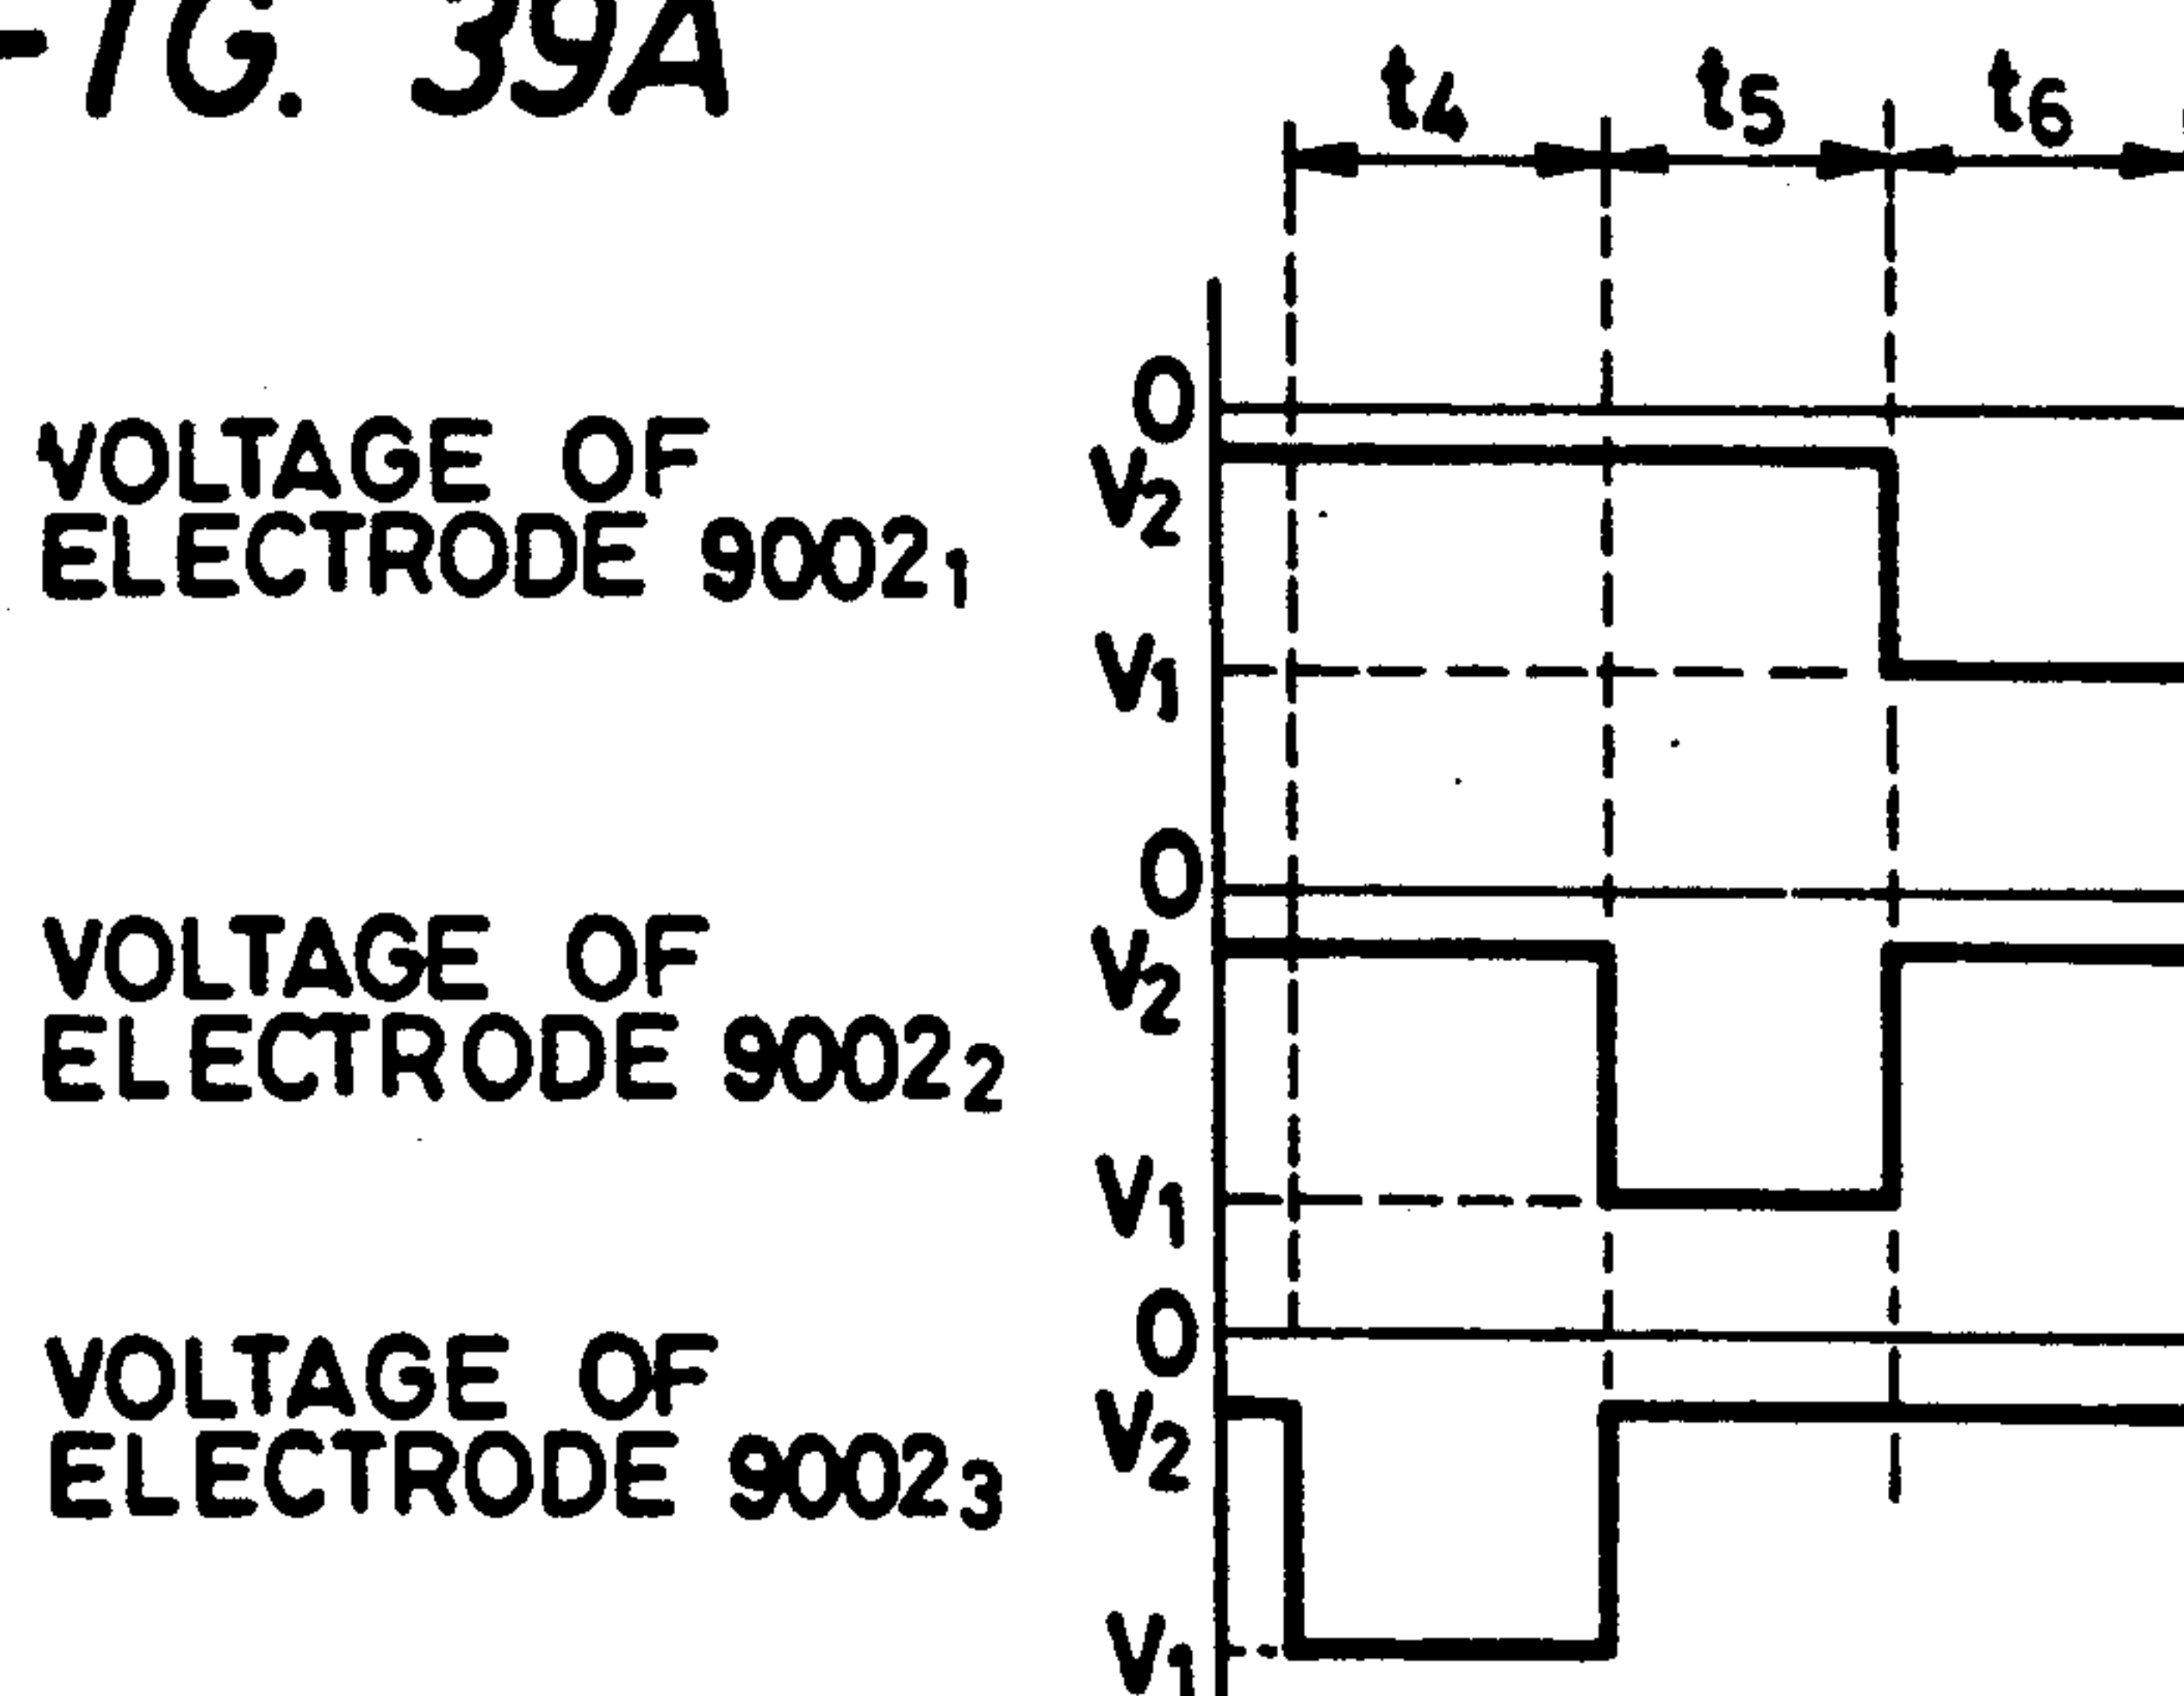 -IG. 39A
t4 t5 t6
0
V2
VOLTAGE OF
ELECTRODE 90021
V1
0
V2
VOLTAGE OF
ELECTRODE 90022
V1
0
V2
VOLTAGE OF
ELECTRODE 90023
V1